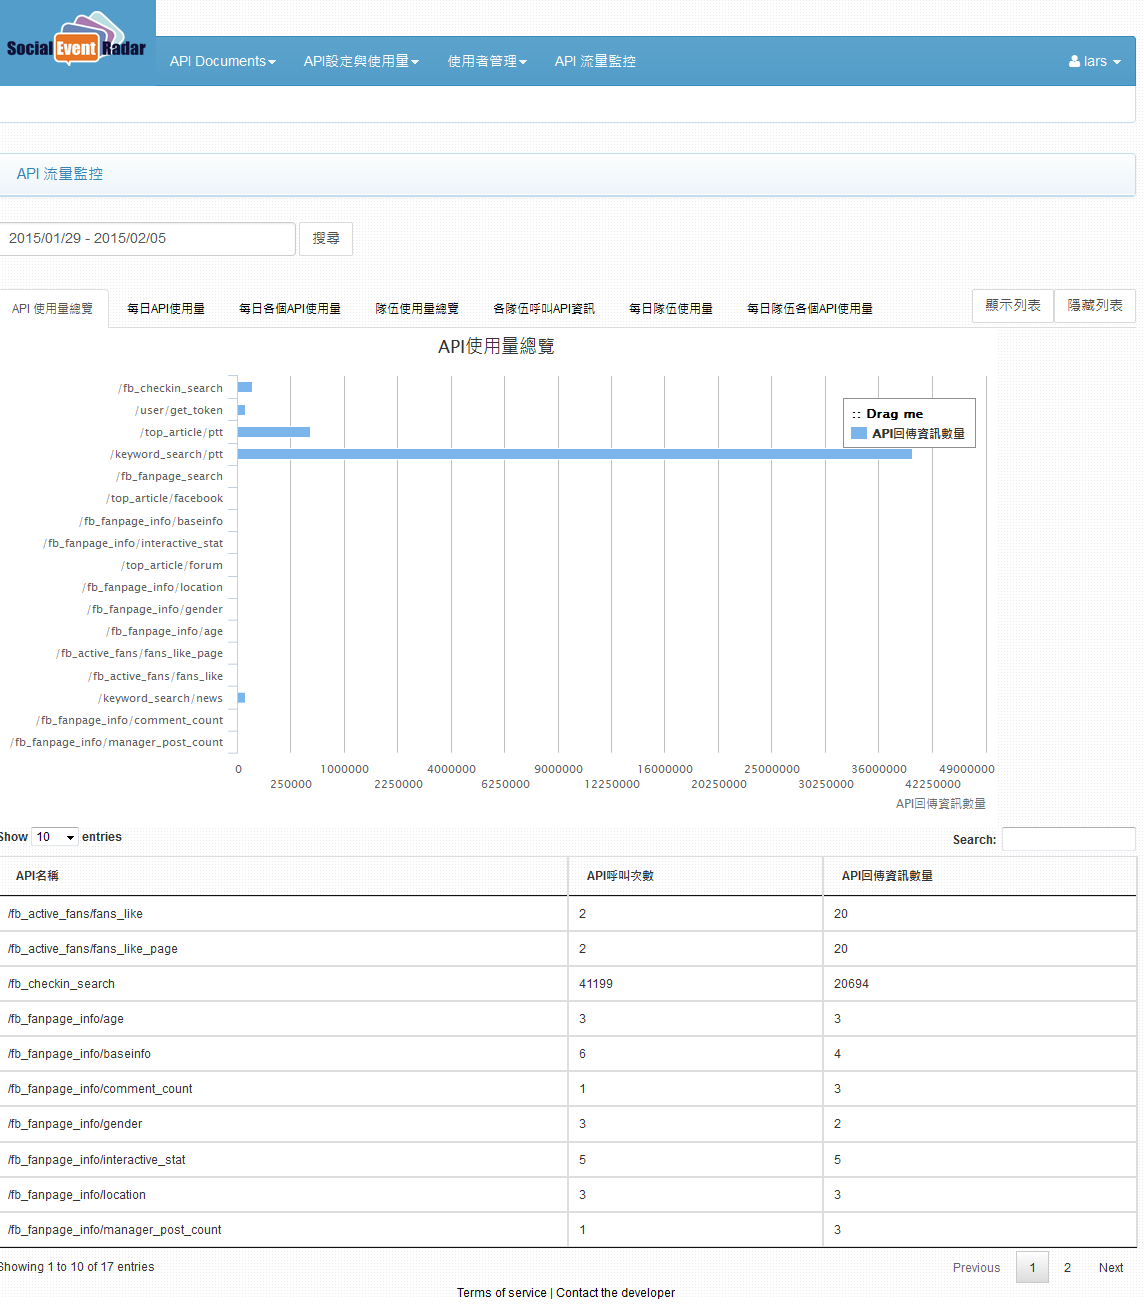 Social Event Radar
API Documents API設定與使用量 使用者管理 API 流量監控 lars
API 流量監控
2015/01/29 - 2015/02/05 搜尋
API 使用量總覽 每日API使用量 每日各個API使用量 隊伍使用量總覽 各隊伍呼叫API資訊 每日隊伍使用量 每日隊伍各個API使用量 顯示列表 隱藏列表
API使用量總覽
/fb_checkin_search
/user/get_token
/top_article/ptt
/keyword_search/ptt
/fb_fanpage_search
/top_article/facebook
/fb_fanpage_info/baseinfo
/fb_fanpage_info/interactive_stat
/top_article/forum
/fb_fanpage_info/location
/fb_fanpage_info/gender
/fb_fanpage_info/age
/fb_active_fans/fans_like_page
/fb_active_fans/fans_like
/keyword_search/news
/fb_fanpage_info/comment_count
/fb_fanpage_info/manager_post_count
:: Drag me
API回傳資訊數量
0 1000000 4000000 9000000 16000000 25000000 36000000 49000000
250000 2250000 6250000 12250000 20250000 30250000 42250000
API回傳資訊數量
Show 10 entries Search:
API名稱 API呼叫次數 API回傳資訊數量
/fb_active_fans/fans_like 2 20
/fb_active_fans/fans_like_page 2 20
/fb_checkin_search 41199 20694
/fb_fanpage_info/age 3 3
/fb_fanpage_info/baseinfo 6 4
/fb_fanpage_info/comment_count 1 3
/fb_fanpage_info/gender 3 2
/fb_fanpage_info/interactive_stat 5 5
/fb_fanpage_info/location 3 3
/fb_fanpage_info/manager_post_count 1 3
Showing 1 to 10 of 17 entries Previous 1 2 Next
Terms of service | Contact the developer